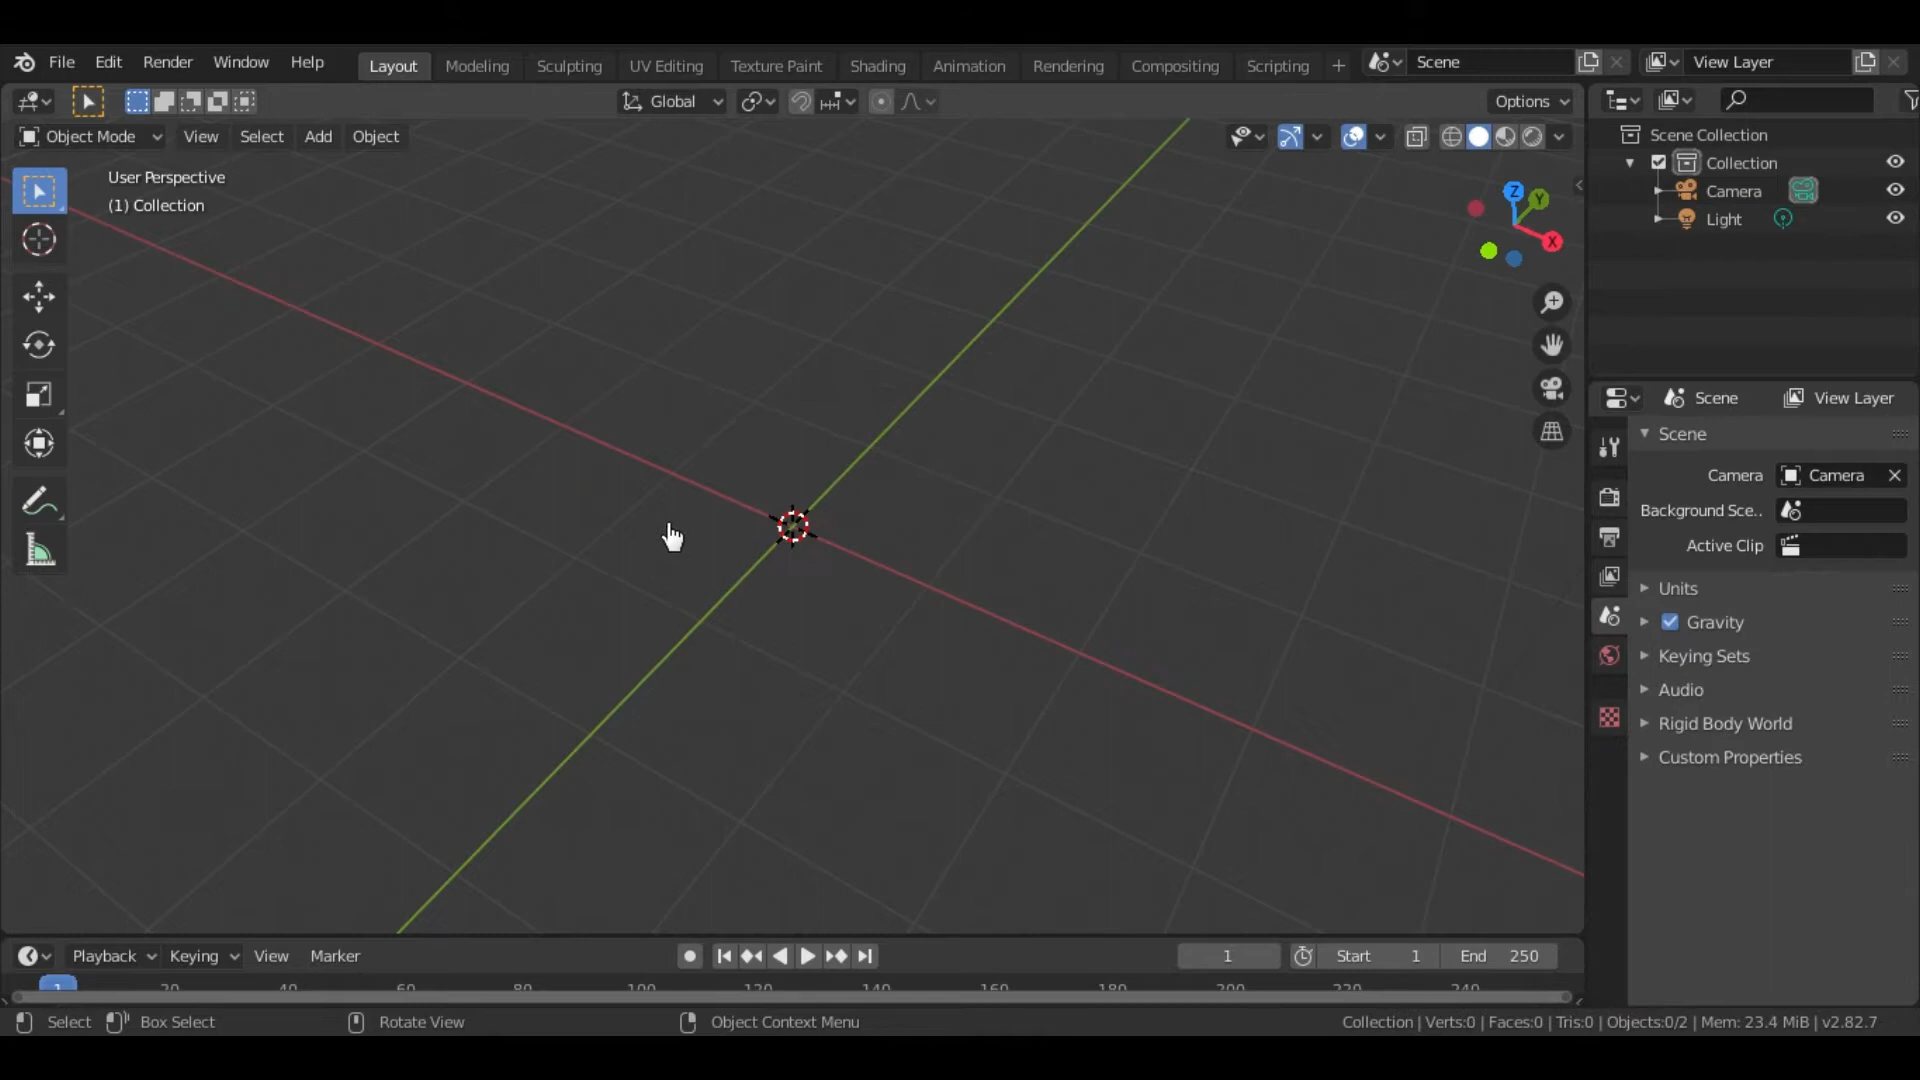 File Edit Render Window Help Layout Modeling Sculpting UV Editing Texture Paint Shading Animation Rendering Compositing Scripting + Scene View Layer
Global Options
Object Mode View Select Add Object
User Perspective
(1) Collection
Z Y X
Scene Collection
Collection
Camera
Light
Scene View Layer
Scene
Camera Camera
Background Sce..
Active Clip
Units
Gravity
Keying Sets
Audio
Rigid Body World
Custom Properties
Playback Keying View Marker 1 Start 1 End 250
1 20 40 60 80 100 120 140 160 180 200 220 240
Select Box Select Rotate View Object Context Menu Collection | Verts:0 | Faces:0 | Tris:0 | Objects:0/2 | Mem: 23.4 MiB | v2.82.7